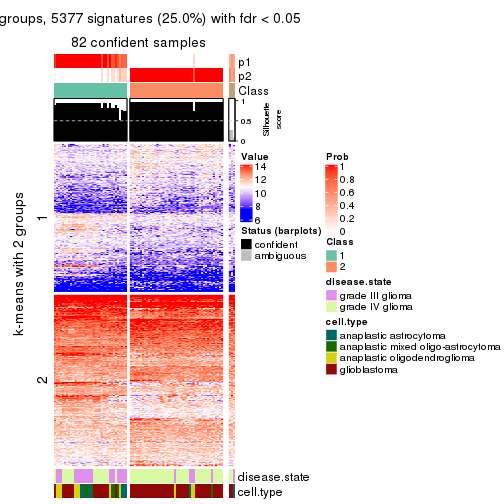 groups, 5377 signatures (25.0%) with fdr < 0.05
82 confident samples
p1
p2
Class
1
0.5
0
Silhouette
score
k-means with 2 groups
1
2
Value
14
12
10
8
6
Status (barplots)
confident
ambiguous
Prob
1
0.8
0.6
0.4
0.2
0
Class
1
2
disease.state
grade III glioma
grade IV glioma
cell.type
anaplastic astrocytoma
anaplastic mixed oligo-astrocytoma
anaplastic oligodendroglioma
glioblastoma
disease.state
cell.type